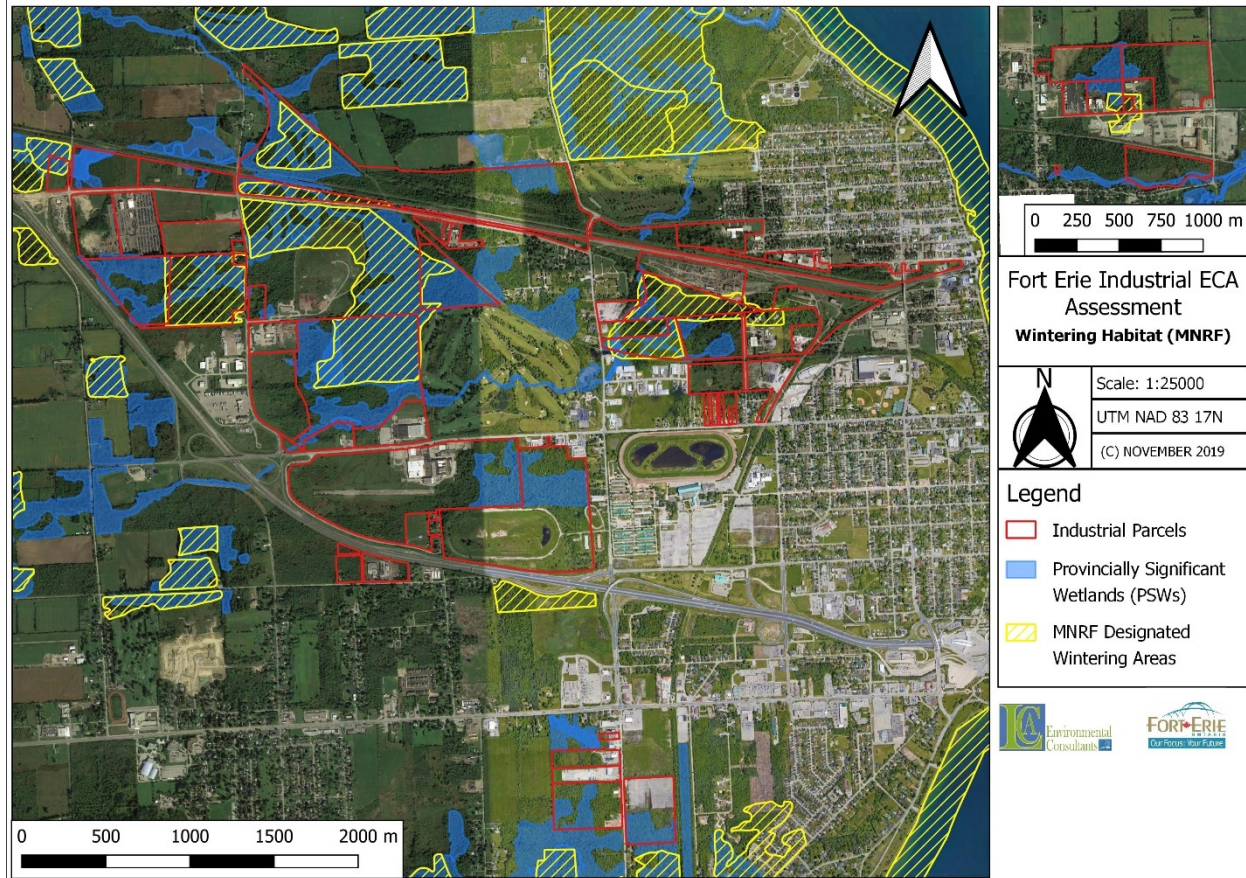 0 250 500 750 1000 m
Fort Erie Industrial ECA
Assessment
Wintering Habitat (MNRF)
N
Scale: 1:25000
UTM NAD 83 17N
(C) NOVEMBER 2019
Legend
Industrial Parcels
Provincially Significant
Wetlands (PSWs)
MNRF Designated
Wintering Areas
Environmental
Consultants
FORT ERIE
ONTARIO
Our Focus: Your Future
0 500 1000 1500 2000 m